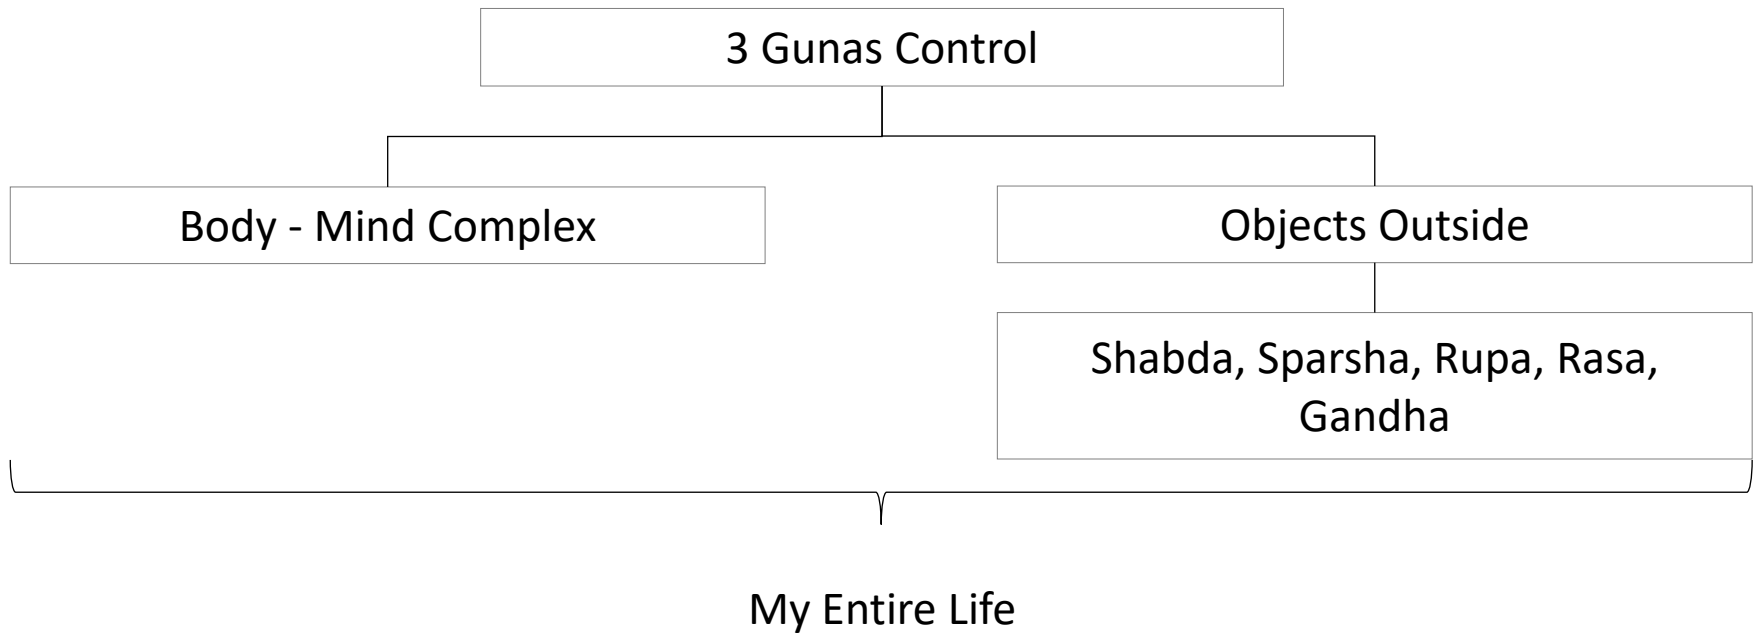 3 Gunas Control
Body - Mind Complex
Objects Outside
Shabda, Sparsha, Rupa, Rasa,
Gandha
My Entire Life